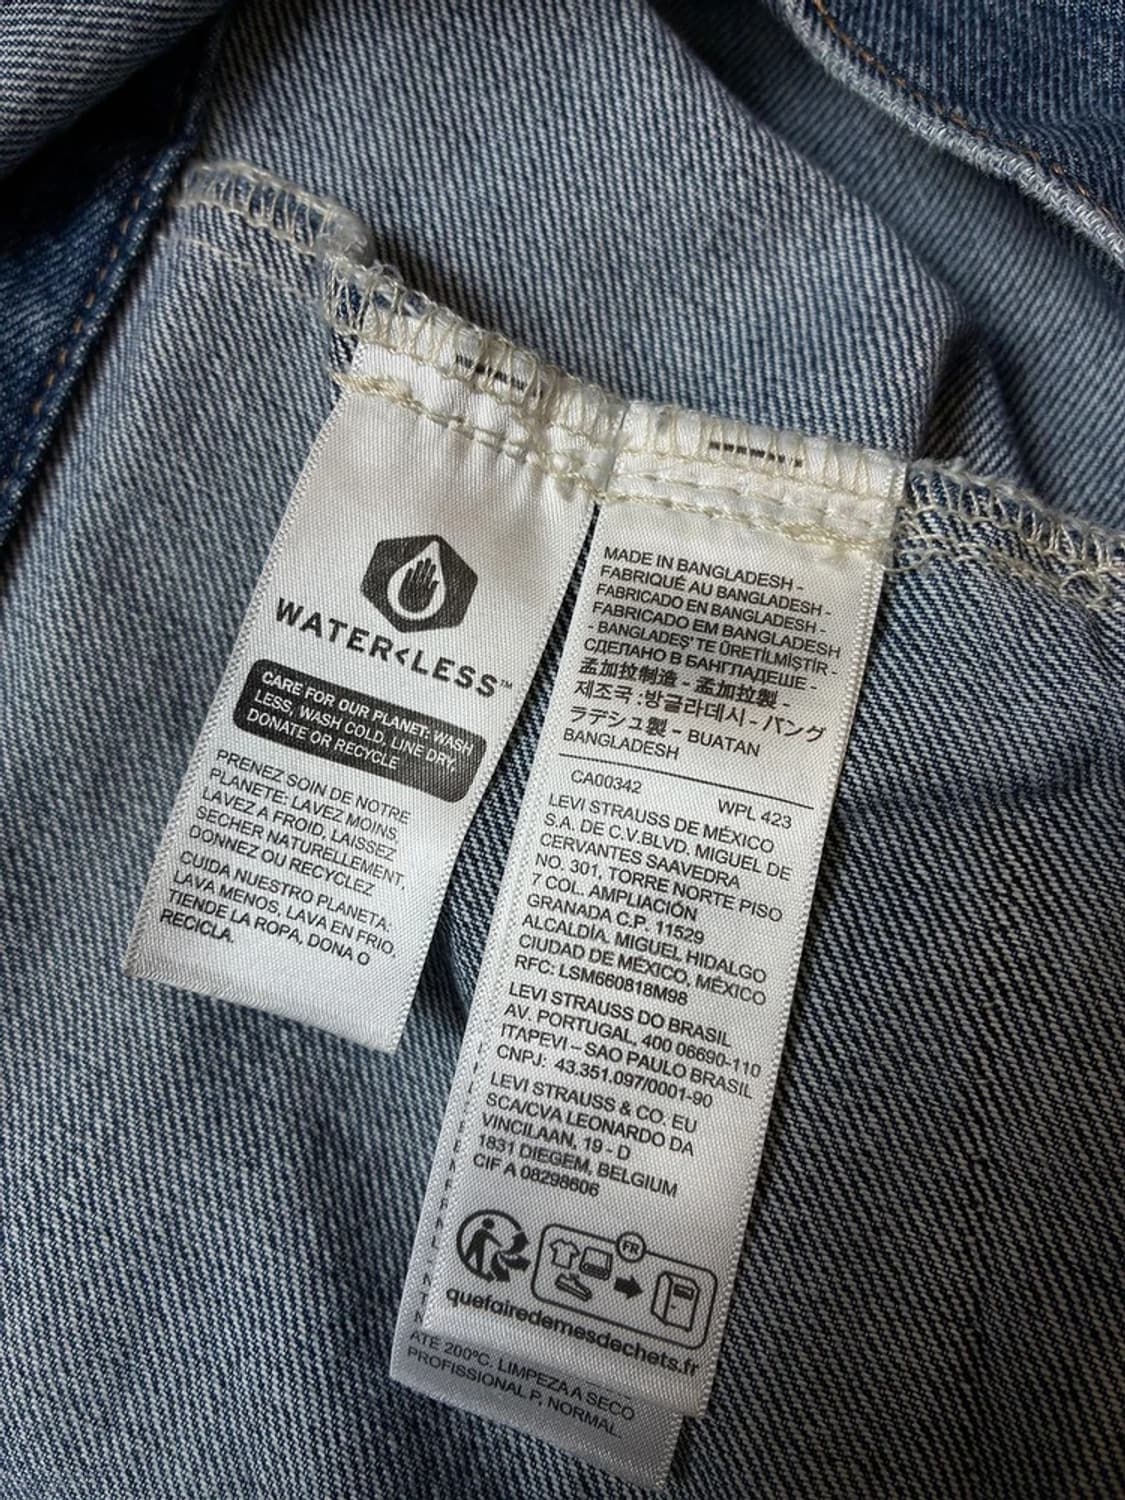 WATER<LESS™
CARE FOR OUR PLANET: WASH
LESS, WASH COLD, LINE DRY,
DONATE OR RECYCLE
PRENEZ SOIN DE NOTRE
PLANETE: LAVEZ MOINS,
LAVEZ A FROID, LAISSEZ
SECHER NATURELLEMENT,
DONNEZ OU RECYCLEZ
CUIDA NUESTRO PLANETA:
LAVA MENOS, LAVA EN FRIO,
TIENDE LA ROPA, DONA O
RECICLA.
MADE IN BANGLADESH -
FABRIQUÉ AU BANGLADESH -
FABRICADO EN BANGLADESH -
FABRICADO EM BANGLADESH
- BANGLADEŞ' TE ÜRETİLMİŞTİR -
СДЕЛАНО В БАНГЛАДЕШЕ -
孟加拉制造 - 孟加拉製 -
제조국 :방글라데시 - バング
ラデシュ製 - BUATAN
BANGLADESH
CA00342 WPL 423
LEVI STRAUSS DE MÉXICO
S.A. DE C.V.BLVD. MIGUEL DE
CERVANTES SAAVEDRA
NO. 301, TORRE NORTE PISO
7 COL. AMPLIACIÓN
GRANADA C.P. 11529
ALCALDÍA, MIGUEL HIDALGO
CIUDAD DE MÉXICO, MÉXICO
RFC: LSM660818M98
LEVI STRAUSS DO BRASIL
AV. PORTUGAL, 400 06690-110
ITAPEVI – SAO PAULO BRASIL
CNPJ: 43.351.097/0001-90
LEVI STRAUSS & CO. EU
SCA/CVA LEONARDO DA
VINCILAAN, 19 - D
1831 DIEGEM, BELGIUM
CIF A 08298606
FR
quefairedemesdechets.fr
ATÉ 200ºC. LIMPEZA A SECO
PROFISSIONAL P, NORMAL.